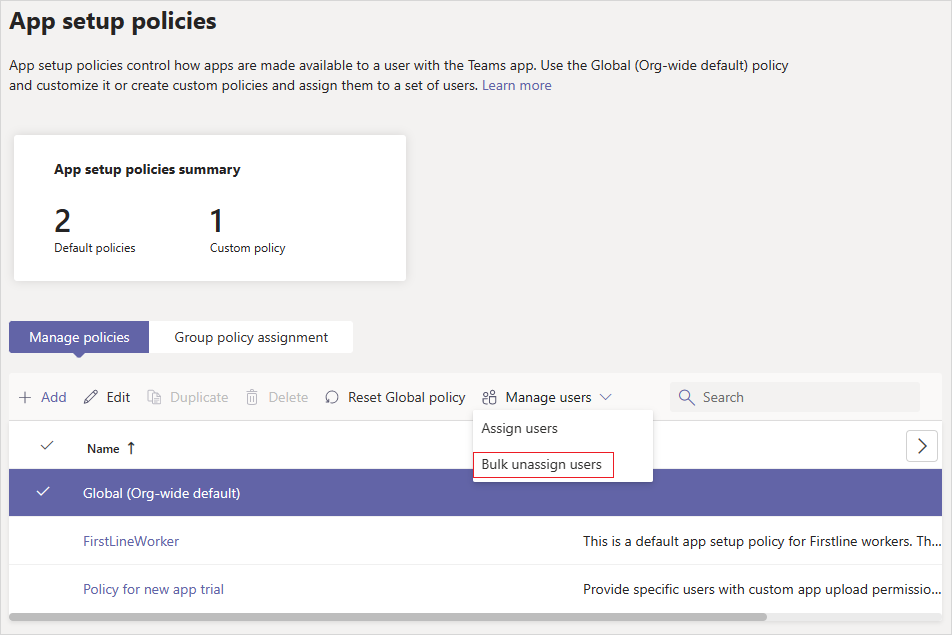 App setup policies
App setup policies control how apps are made available to a user with the Teams app. Use the Global (Org-wide default) policy
and customize it or create custom policies and assign them to a set of users. Learn more
App setup policies summary
2 1
Default policies Custom policy
Manage policies Group policy assignment
Add Edit Duplicate Delete Reset Global policy Manage users Search
Assign users
Name ↑
Bulk unassign users
Global (Org-wide default)
FirstLineWorker This is a default app setup policy for Firstline workers. Th...
Policy for new app trial Provide specific users with custom app upload permissio...